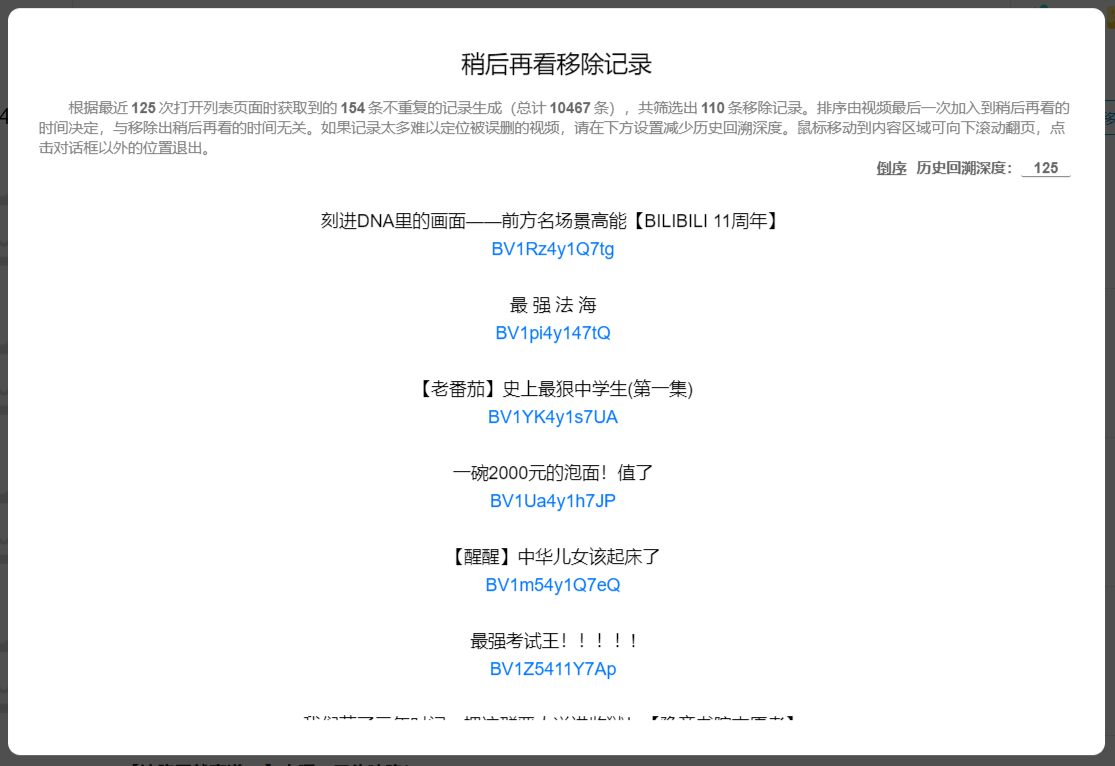 稍后再看移除记录
根据最近 125 次打开列表页面时获取到的 154 条不重复的记录生成（总计 10467 条），共筛选出 110 条移除记录。排序由视频最后一次加入到稍后再看的
时间决定，与移除出稍后再看的时间无关。如果记录太多难以定位被误删的视频，请在下方设置减少历史回溯深度。鼠标移动到内容区域可向下滚动翻页，点
击对话框以外的位置退出。
倒序 历史回溯深度： 125
刻进DNA里的画面——前方名场景高能【BILIBILI 11周年】
BV1Rz4y1Q7tg
最 强 法 海
BV1pi4y147tQ
【老番茄】史上最狠中学生(第一集)
BV1YK4y1s7UA
一碗2000元的泡面！值了
BV1Ua4y1h7JP
【醒醒】中华儿女该起床了
BV1m54y1Q7eQ
最强考试王！！！！！
BV1Z5411Y7Ap